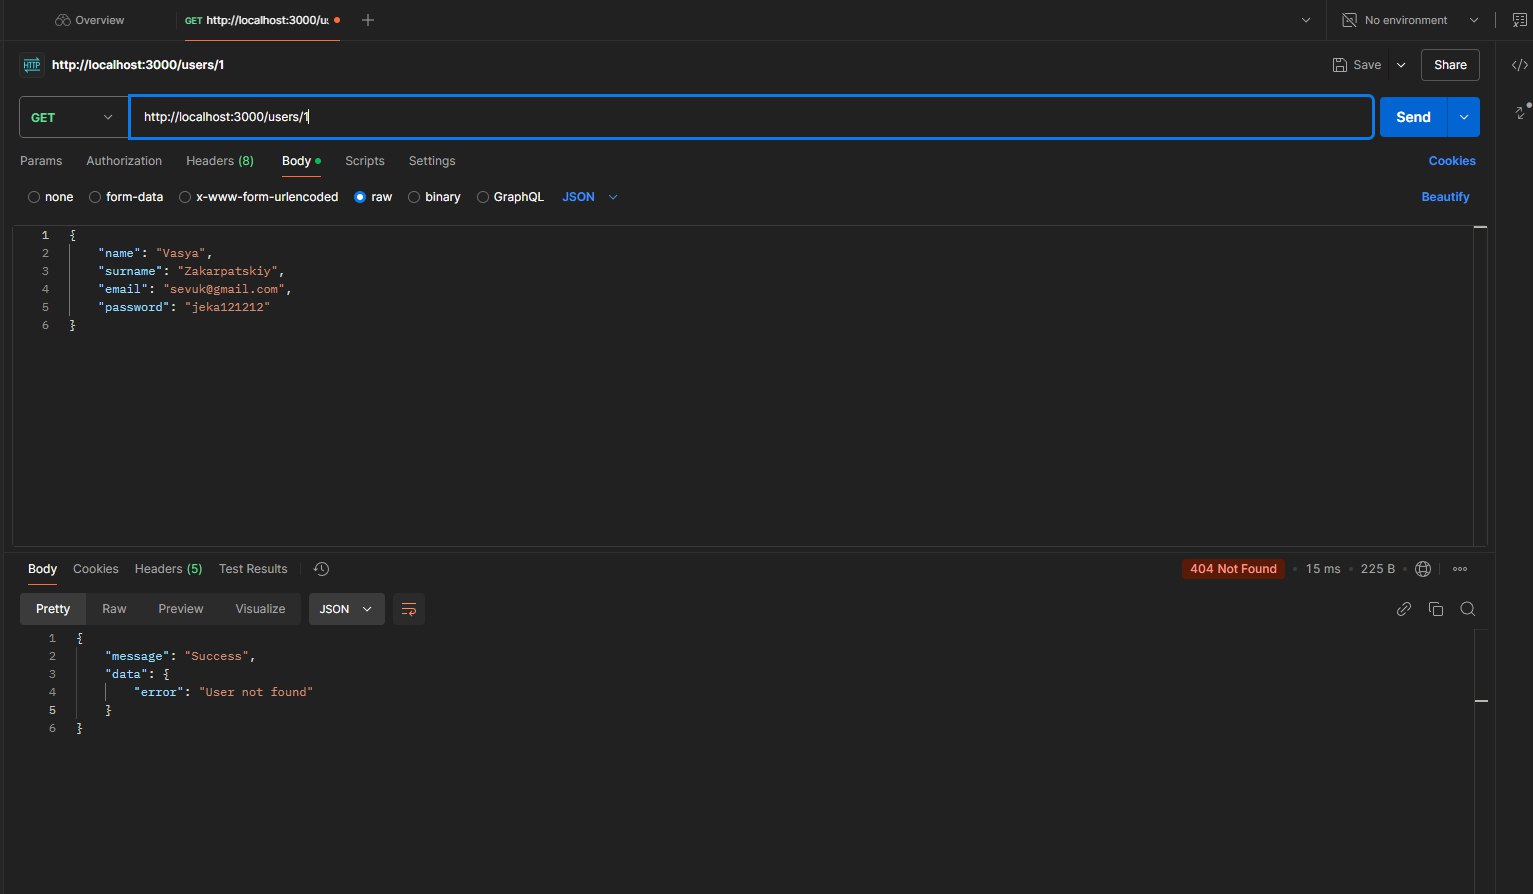 Overview
GET http://localhost:3000/u
No environment
HTTP http://localhost:3000/users/1
Save
Share
GET
http://localhost:3000/users/1
Send
Params Authorization Headers (8) Body Scripts Settings
Cookies
none form-data x-www-form-urlencoded raw binary GraphQL JSON
Beautify
1 {
2 "name": "Vasya",
3 "surname": "Zakarpatskiy",
4 "email": "sevuk@gmail.com",
5 "password": "jeka121212"
6 }
Body Cookies Headers (5) Test Results
404 Not Found 15 ms 225 B
Pretty Raw Preview Visualize JSON
1 {
2 "message": "Success",
3 "data": {
4 "error": "User not found"
5 }
6 }